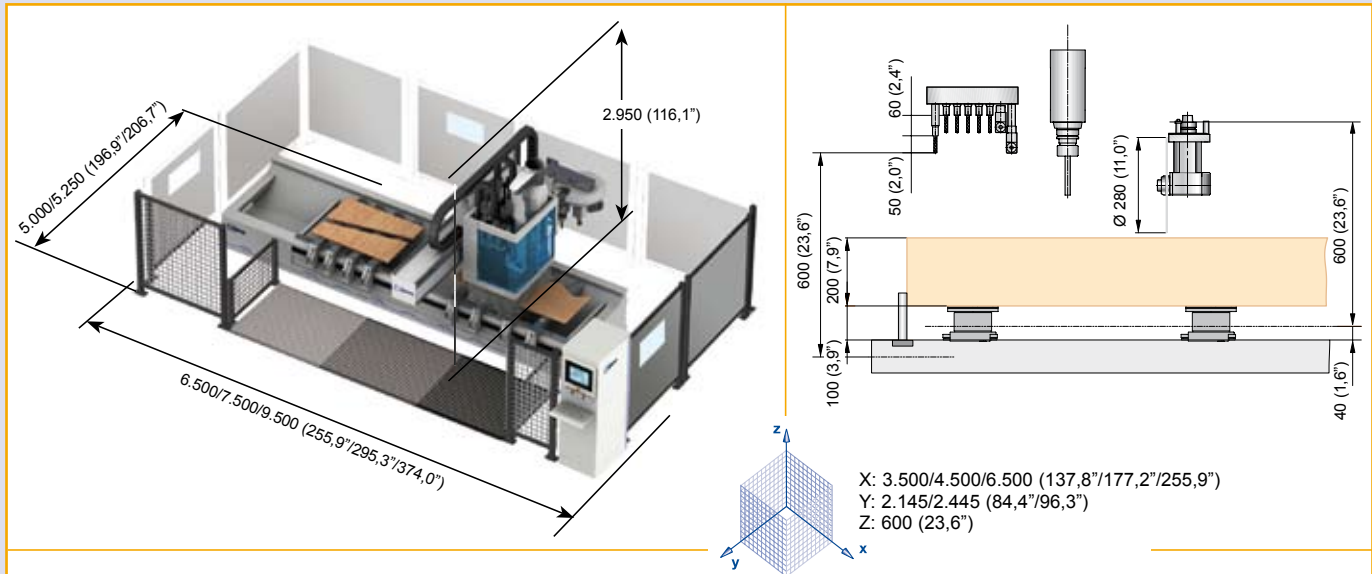 5.000/5.250 (196,9”/206,7”)
2.950 (116,1”)
6.500/7.500/9.500 (255,9”/295,3”/374,0”)
60 (2,4”)
50 (2,0”)
600 (23,6”)
200 (7,9”)
100 (3,9”)
Ø 280 (11,0”)
600 (23,6”)
40 (1,6”)
z
y
x
X: 3.500/4.500/6.500 (137,8”/177,2”/255,9”)
Y: 2.145/2.445 (84,4”/96,3”)
Z: 600 (23,6”)